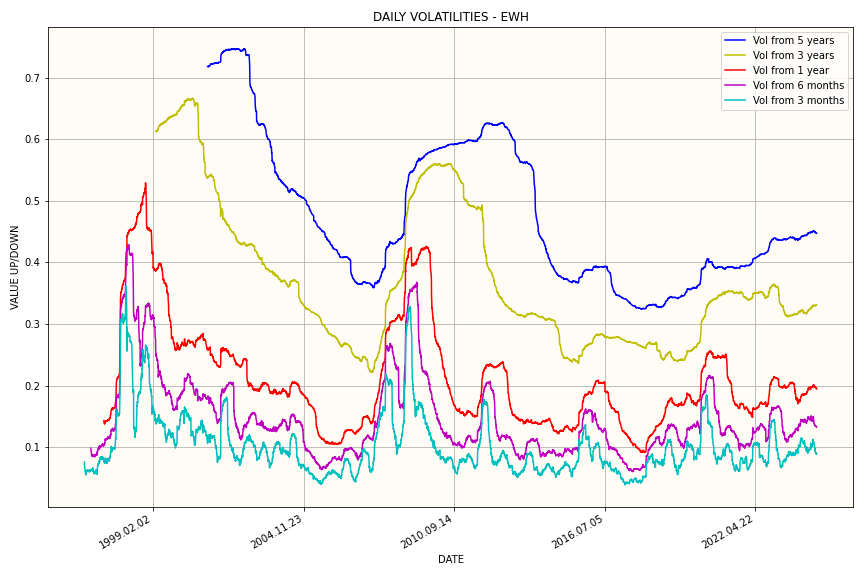 DAILY VOLATILITIES - EWH
Vol from 5 years
Vol from 3 years
Vol from 1 year
Vol from 6 months
Vol from 3 months
VALUE UP/DOWN
0.7
0.6
0.5
0.4
0.3
0.2
0.1
1999.02.02
2004.11.23
2010.09.14
2016.07.05
2022.04.22
DATE